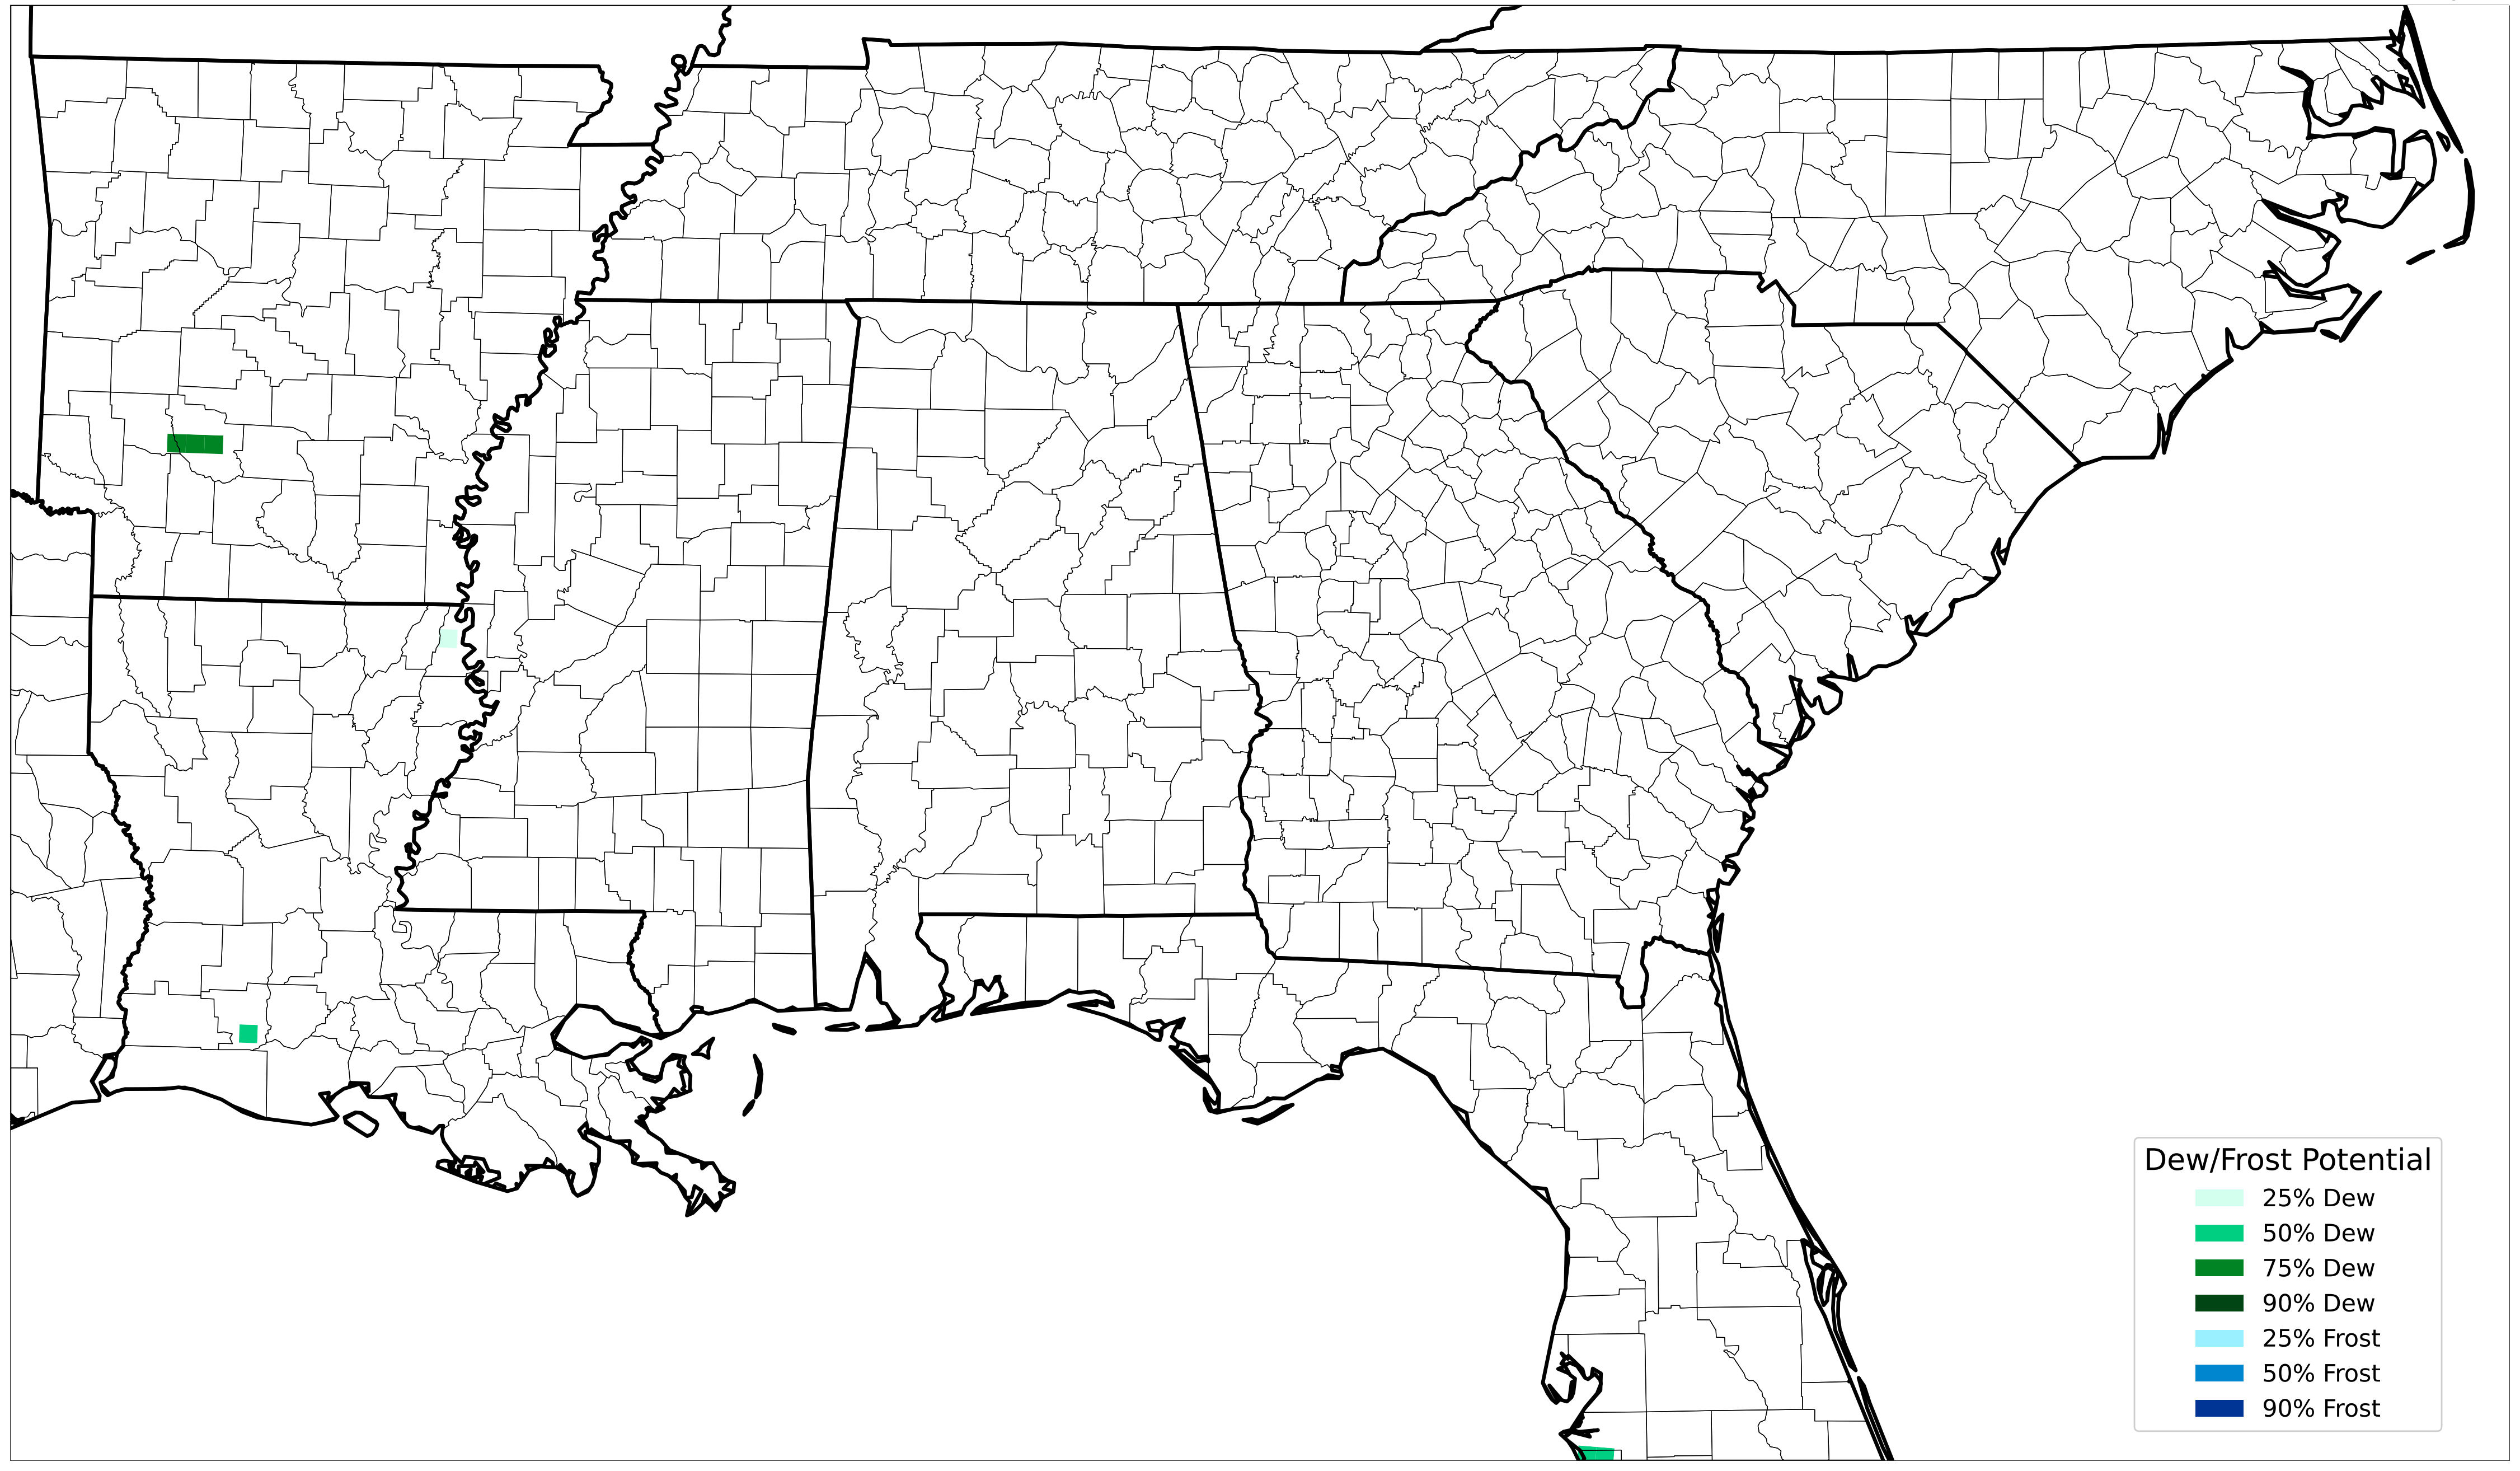 Dew/Frost Potential
25% Dew
50% Dew
75% Dew
90% Dew
25% Frost
50% Frost
90% Frost